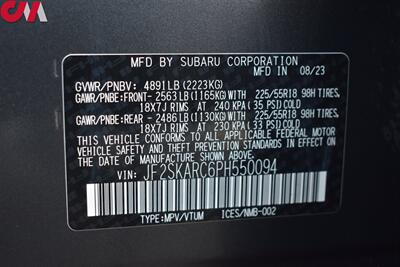 CM
MFD BY SUBARU CORPORATION
MFD IN 08/23
GVWR/PNBV: 4891LB (2223KG)
GAWR/PNBE:FRONT-2563LB(1165KG)WITH 225/55R18 98H TIRES,
18X7J RIMS AT 240 KPA(35 PSI)COLD
GAWR/PNBE:REAR -2486LB(1130KG)WITH 225/55R18 98H TIRES,
18X7J RIMS AT 230 KPA(33 PSI)COLD
THIS VEHICLE CONFORMS TO ALL APPLICABLE FEDERAL MOTOR
VEHICLE SAFETY STANDARDS IN EFFECT ON THE DATE OF
MANUFACTURE SHOWN ABOVE.
VIN: JF2SKARC6PH550094
TYPE:MPV/VTUM ICES/NMB-002